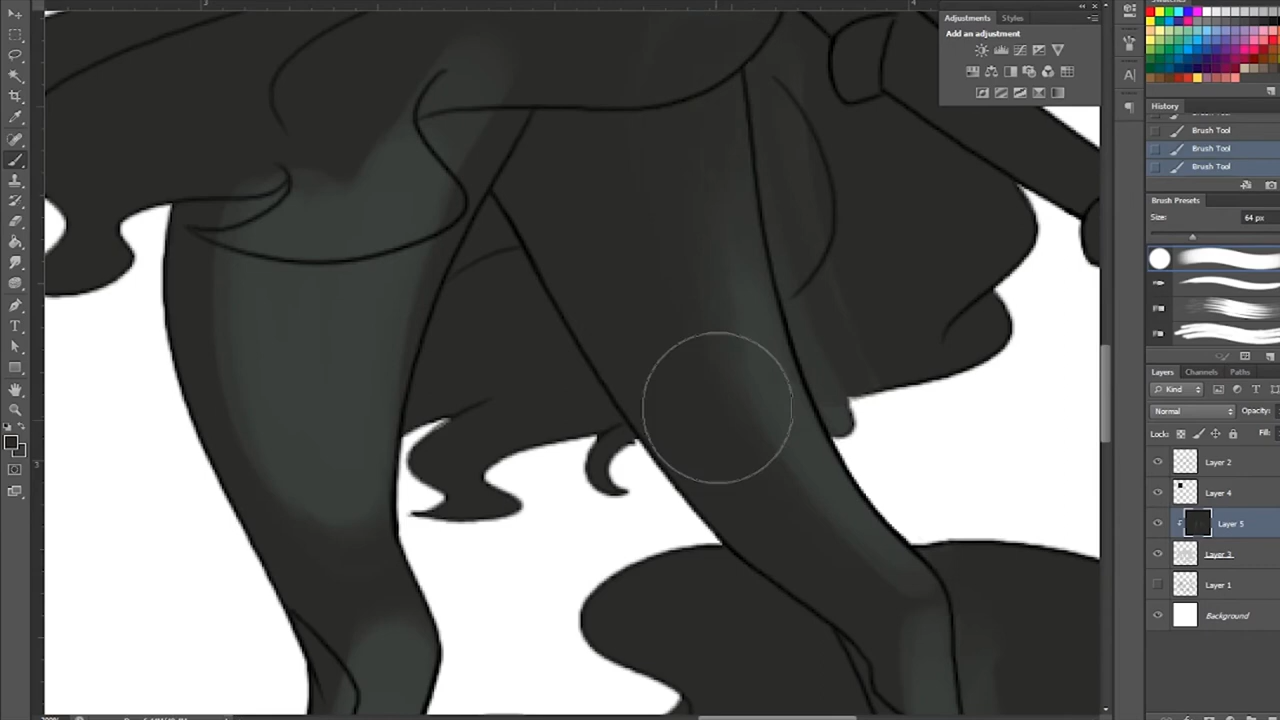 Swatches
Adjustments Styles
Add an adjustment
History
Brush Tool
Brush Tool
Brush Tool
Brush Presets
Size: 64 px
Layers Channels Paths
Kind
Normal Opacity:
Lock: Fill:
Layer 2
Layer 4
Layer 5
Layer 3
Layer 1
Background